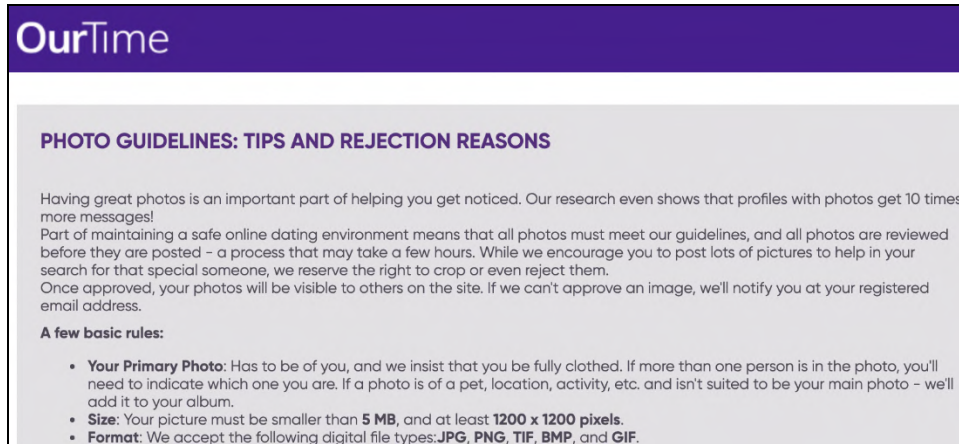 OurTime
PHOTO GUIDELINES: TIPS AND REJECTION REASONS
Having great photos is an important part of helping you get noticed. Our research even shows that profiles with photos get 10 times
more messages!
Part of maintaining a safe online dating environment means that all photos must meet our guidelines, and all photos are reviewed
before they are posted - a process that may take a few hours. While we encourage you to post lots of pictures to help in your
search for that special someone, we reserve the right to crop or even reject them.
Once approved, your photos will be visible to others on the site. If we can't approve an image, we'll notify you at your registered
email address.
A few basic rules:
• Your Primary Photo: Has to be of you, and we insist that you be fully clothed. If more than one person is in the photo, you'll
need to indicate which one you are. If a photo is of a pet, location, activity, etc. and isn't suited to be your main photo - we'll
add it to your album.
• Size: Your picture must be smaller than 5 MB, and at least 1200 x 1200 pixels.
• Format: We accept the following digital file types:JPG, PNG, TIF, BMP, and GIF.